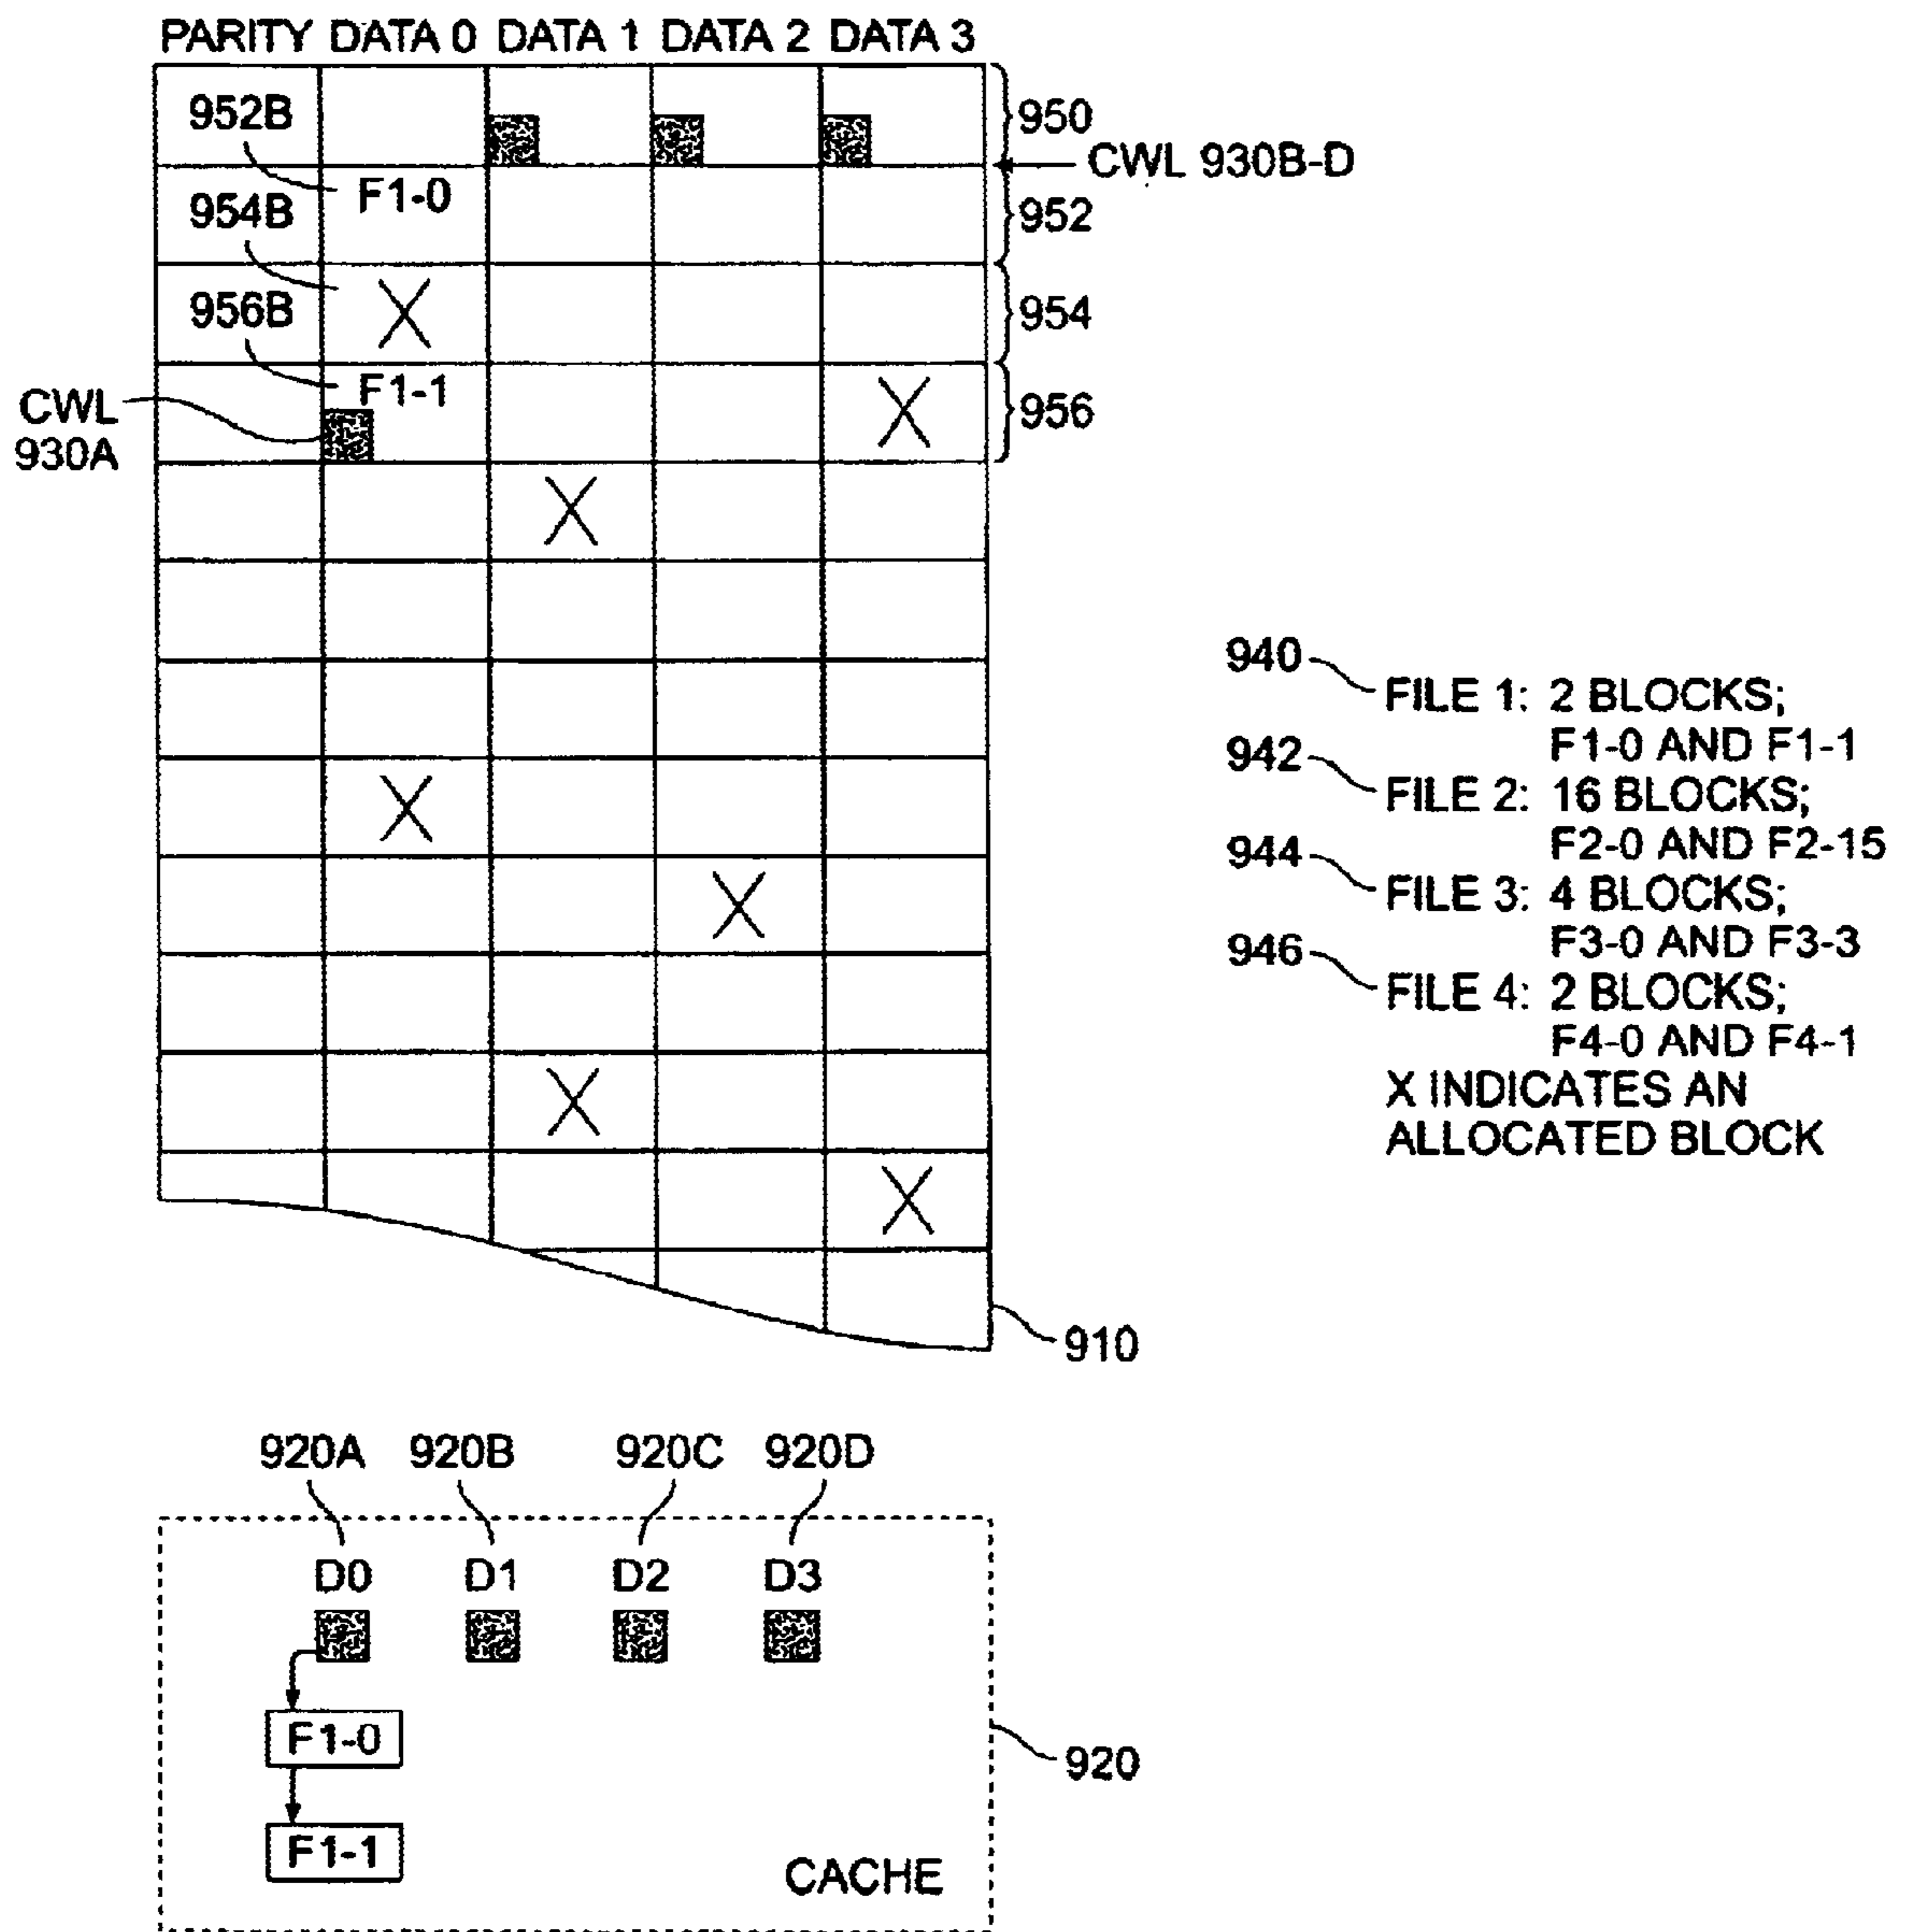 PARITY DATA 0 DATA 1 DATA 2 DATA 3
952B
950
CWL 930B-D
F1-0
954B
952
956B
X
954
F1-1
X
956
CWL
930A
X
X
X
X
X
910
940
FILE 1: 2 BLOCKS;
F1-0 AND F1-1
942
FILE 2: 16 BLOCKS;
F2-0 AND F2-15
944
FILE 3: 4 BLOCKS;
F3-0 AND F3-3
946
FILE 4: 2 BLOCKS;
F4-0 AND F4-1
X INDICATES AN
ALLOCATED BLOCK
920A 920B 920C 920D
D0 D1 D2 D3
F1-0
920
F1-1
CACHE